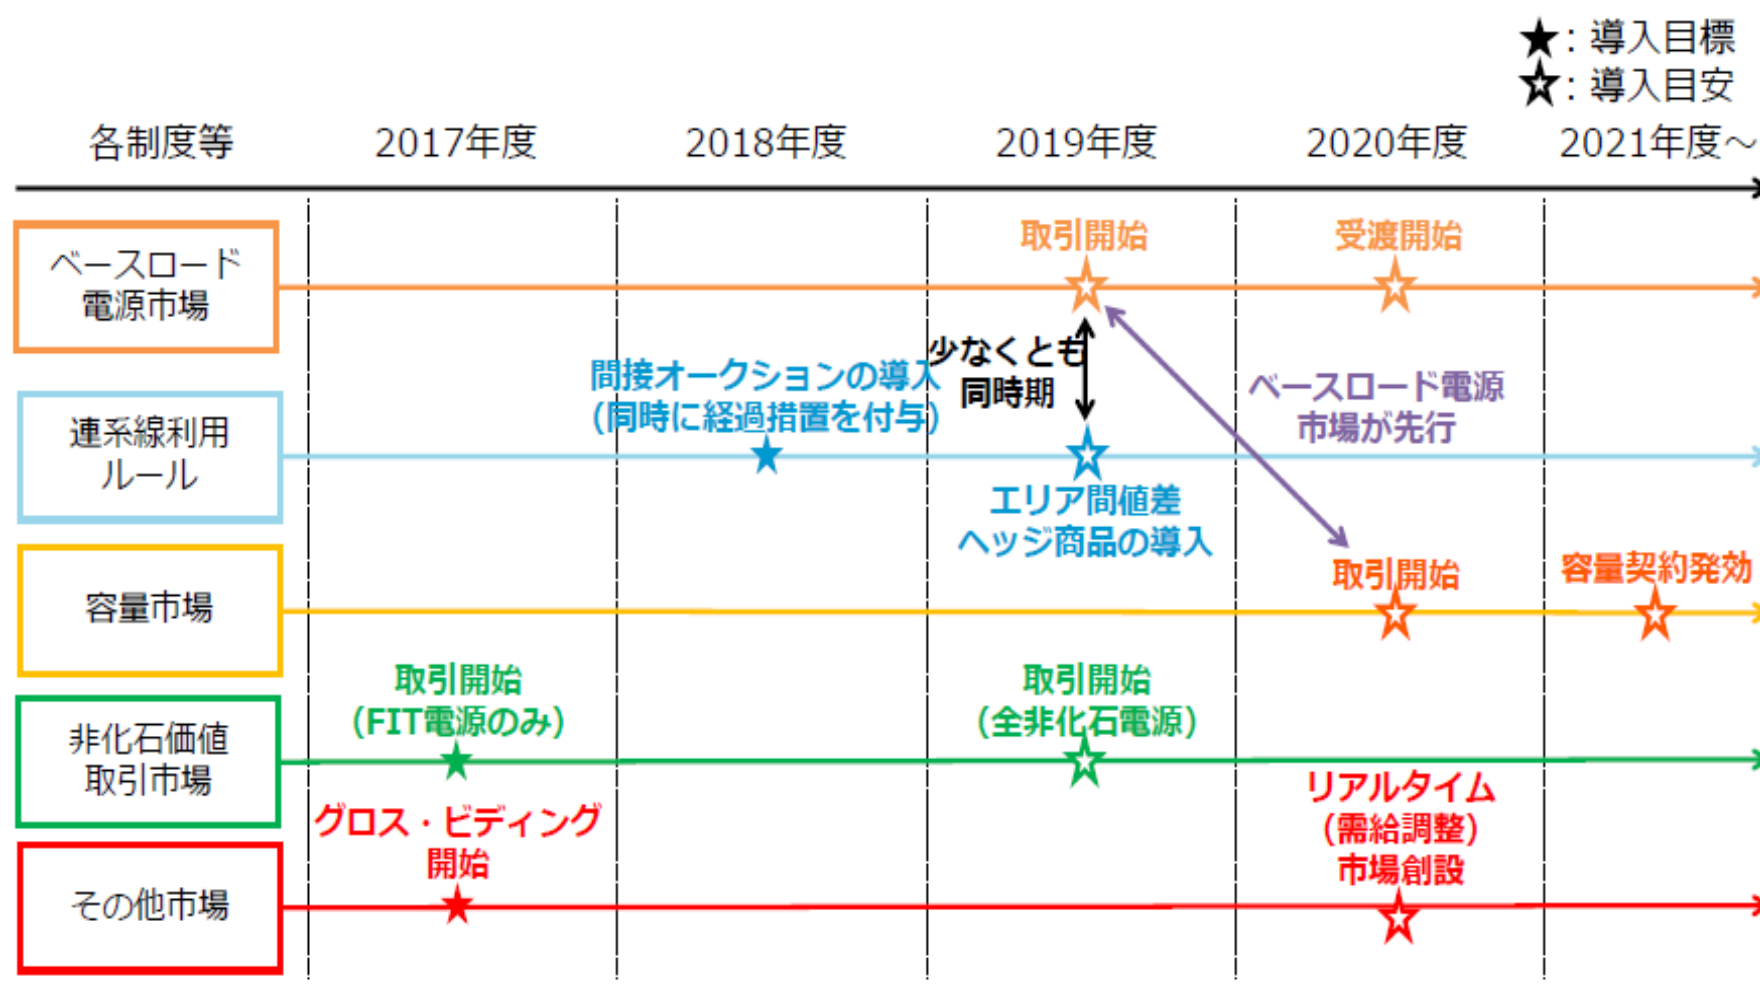 ★：導入目標
☆：導入目安
各制度等 2017年度 2018年度 2019年度 2020年度 2021年度～
ベースロード
電源市場
取引開始
受渡開始
少なくとも
同時期
ベースロード電源
市場が先行
連系線利用
ルール
間接オークションの導入
（同時に経過措置を付与）
エリア間値差
ヘッジ商品の導入
容量市場
取引開始
容量契約発効
非化石価値
取引市場
取引開始
（FIT電源のみ）
取引開始
（全非化石電源）
その他市場
グロス・ビディング
開始
リアルタイム
（需給調整）
市場創設